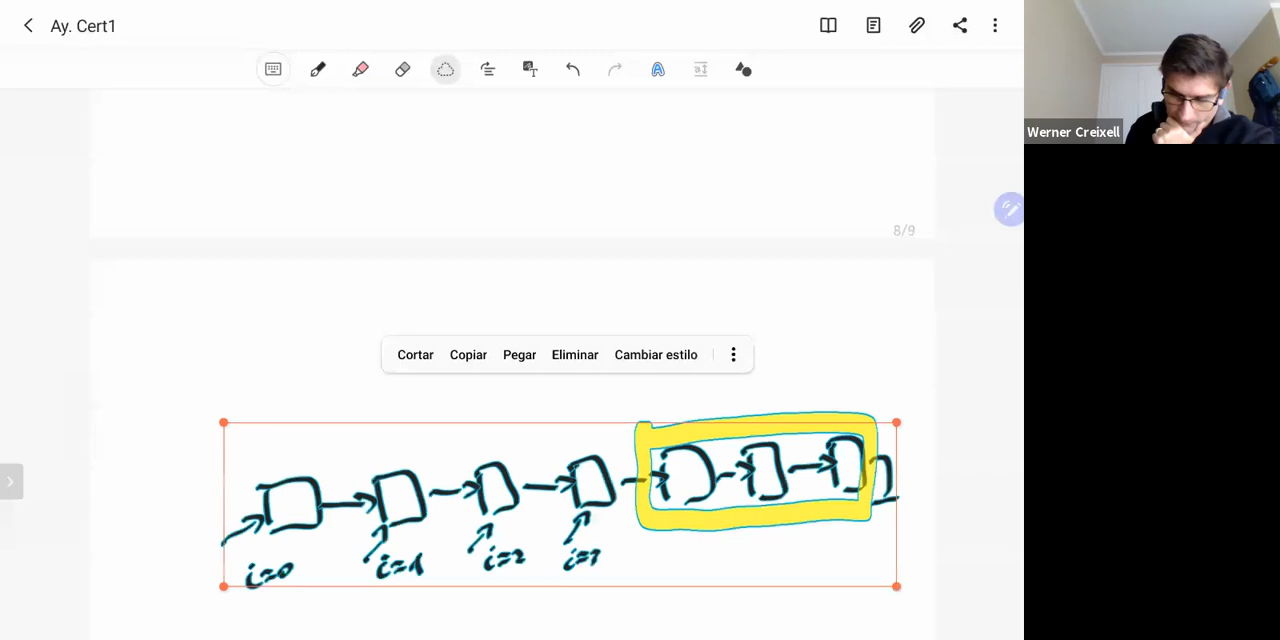 Ay. Cert1
Werner Creixell
8/9
Cortar Copiar Pegar Eliminar Cambiar estilo
i=0 i=1 i=2 i=3